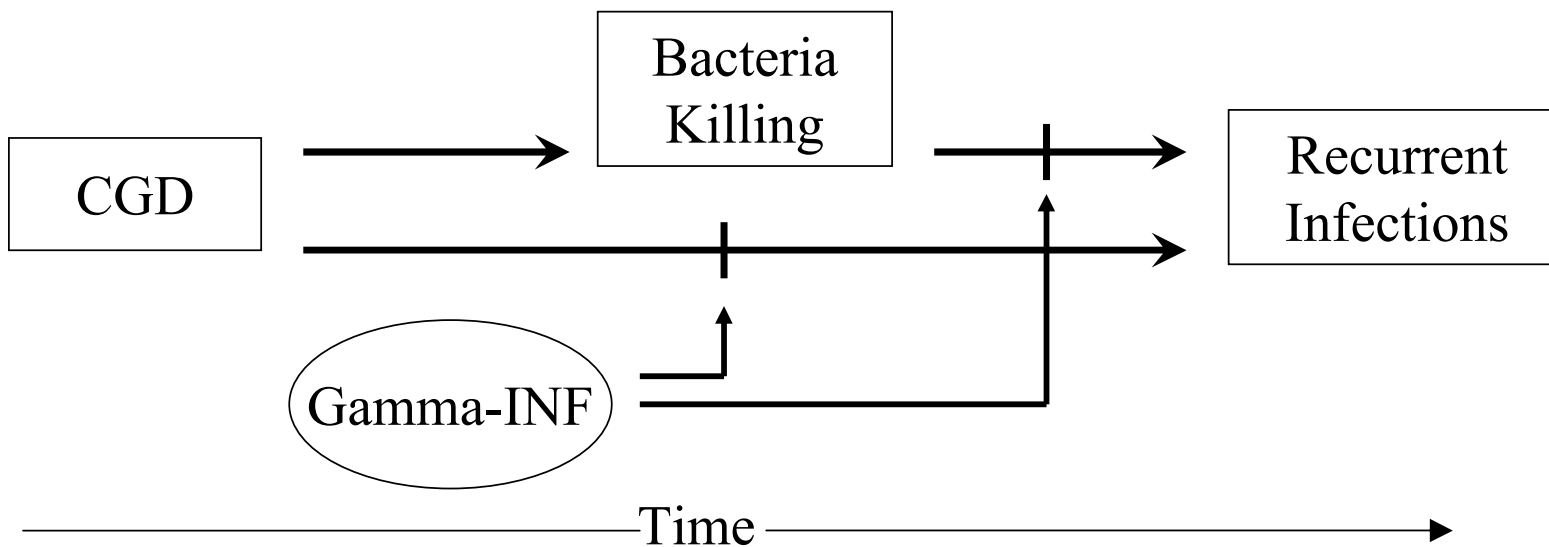 Bacteria
Killing
CGD
Recurrent
Infections
Gamma-INF
Time